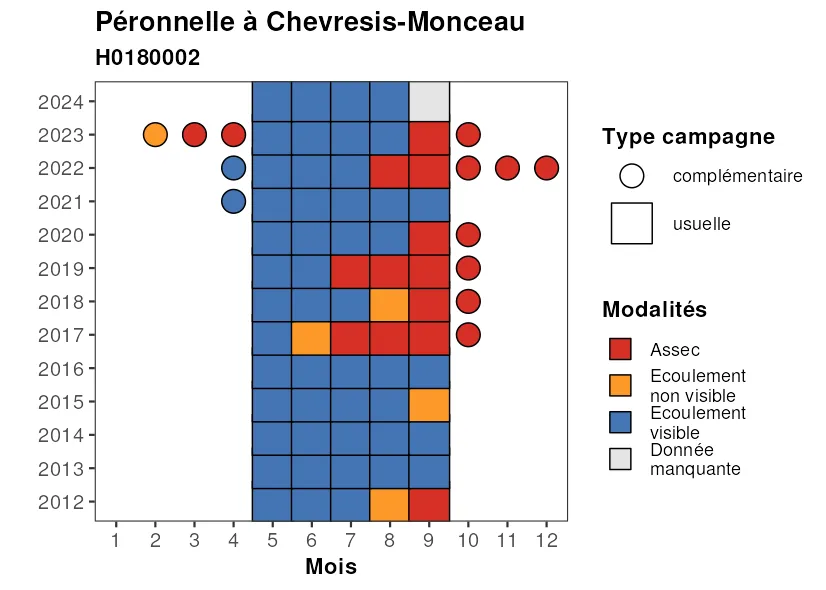 Péronnelle à Chevresis-Monceau
H0180002
2024
2023
2022
2021
2020
2019
2018
2017
2016
2015
2014
2013
2012
1 2 3 4 5 6 7 8 9 10 11 12
Mois
Type campagne
complémentaire
usuelle
Modalités
Assec
Ecoulement
non visible
Ecoulement
visible
Donnée
manquante